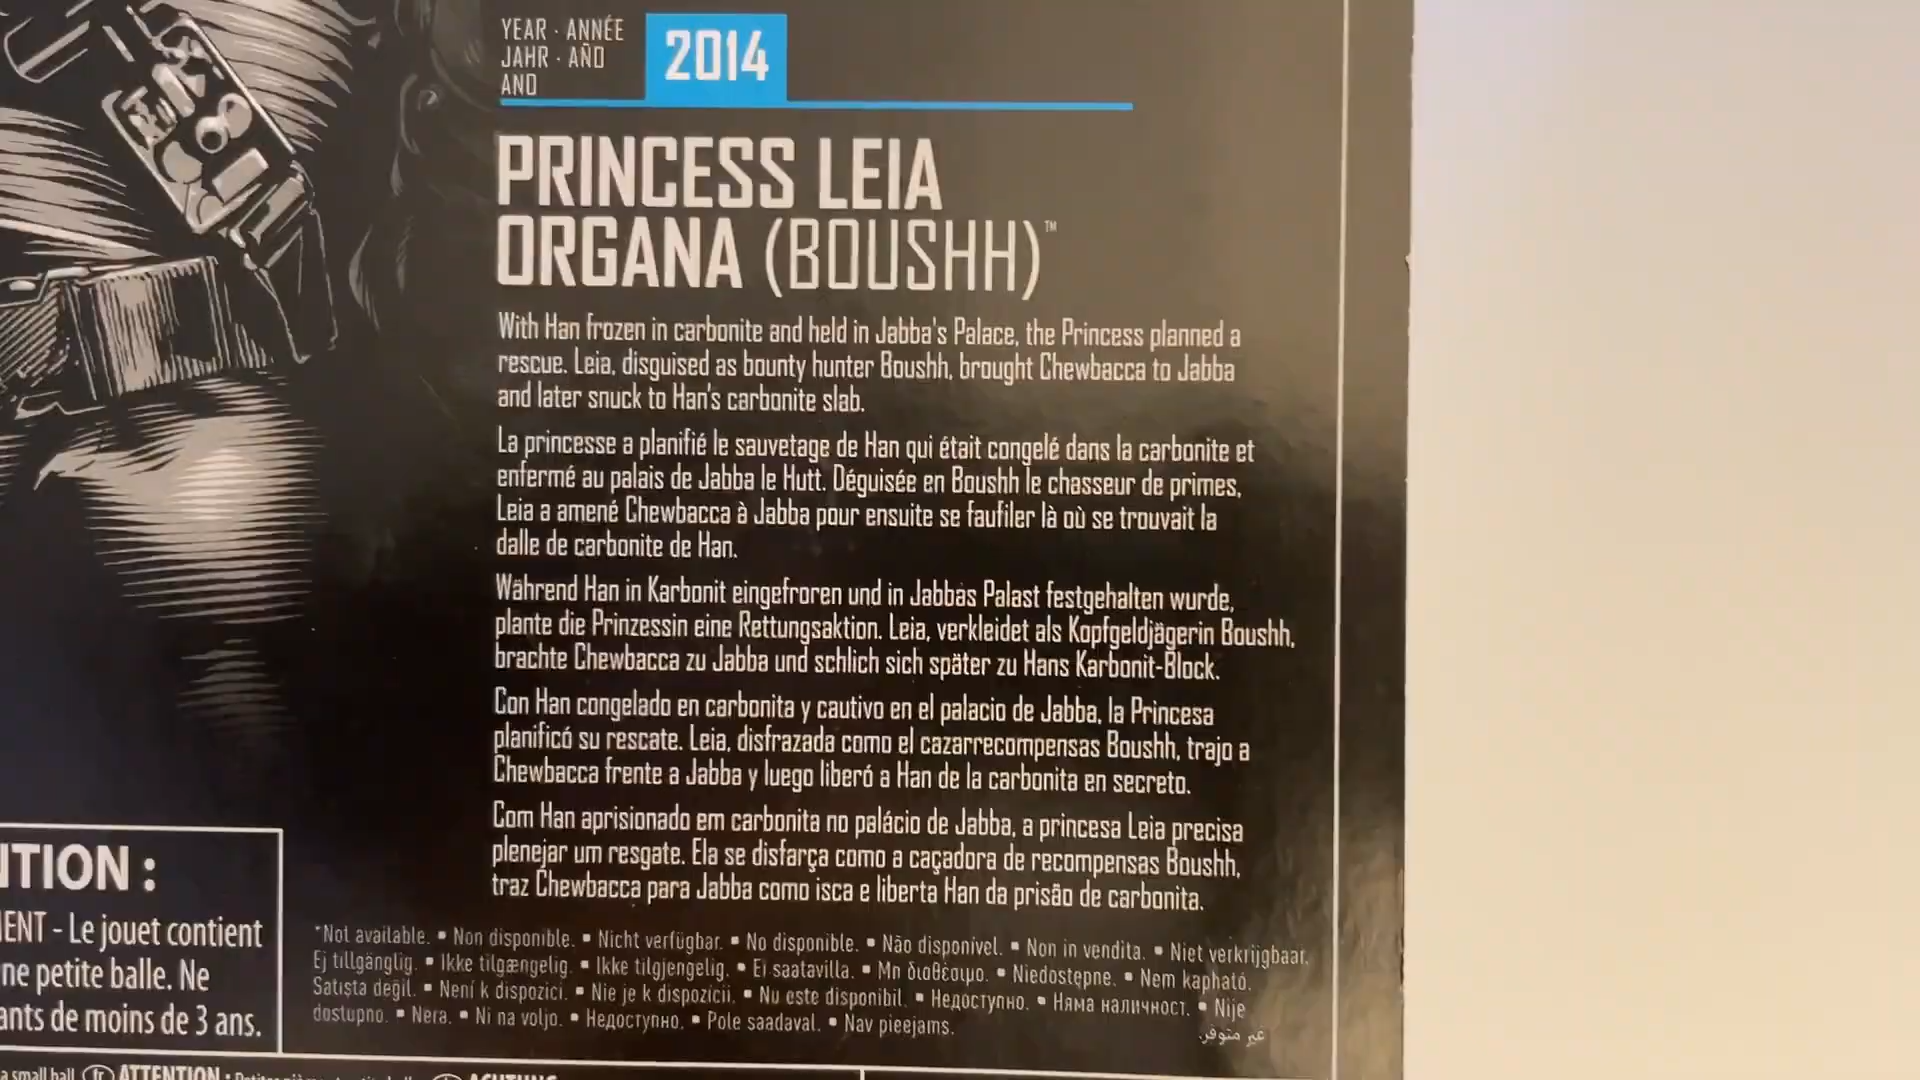 YEAR · ANNÉE
JAHR · AÑO
ANO
2014
PRINCESS LEIA
ORGANA (BOUSHH)™
With Han frozen in carbonite and held in Jabba's Palace, the Princess planned a
rescue. Leia, disguised as bounty hunter Boushh, brought Chewbacca to Jabba
and later snuck to Han's carbonite slab.
La princesse a planifié le sauvetage de Han qui était congelé dans la carbonite et
enfermé au palais de Jabba le Hutt. Déguisée en Boushh le chasseur de primes,
Leia a amené Chewbacca à Jabba pour ensuite se faufiler là où se trouvait la
dalle de carbonite de Han.
Während Han in Karbonit eingefroren und in Jabbas Palast festgehalten wurde,
plante die Prinzessin eine Rettungsaktion. Leia, verkleidet als Kopfgeldjägerin Boushh,
brachte Chewbacca zu Jabba und schlich sich später zu Hans Karbonit-Block.
Con Han congelado en carbonita y cautivo en el palacio de Jabba, la Princesa
planificó su rescate. Leia, disfrazada como el cazarrecompensas Boushh, trajo a
Chewbacca frente a Jabba y luego liberó a Han de la carbonita en secreto.
Com Han aprisionado em carbonita no palácio de Jabba, a princesa Leia precisa
plenejar um resgate. Ela se disfarça como a caçadora de recompensas Boushh,
traz Chewbacca para Jabba como isca e liberta Han da prisão de carbonita.
NTION :
MENT - Le jouet contient
ne petite balle. Ne
ants de moins de 3 ans.
*Not available. ▪ Non disponible. ▪ Nicht verfügbar. ▪ No disponible. ▪ Não disponível. ▪ Non in vendita. ▪ Niet verkrijgbaar.
Ej tillgänglig. ▪ Ikke tilgængelig. ▪ Ikke tilgjengelig. ▪ Ei saatavilla. ▪ Μη διαθέσιμο. ▪ Niedostępne. ▪ Nem kapható.
Satışta değil. ▪ Není k dispozici. ▪ Nie je k dispozícii. ▪ Nu este disponibil. ▪ Недоступно. ▪ Няма наличност. ▪ Nije
dostupno. ▪ Nera. ▪ Ni na voljo. ▪ Недоступно. ▪ Pole saadaval. ▪ Nav pieejams.
غير متوفر.
a small ball. fr ATTENTION :